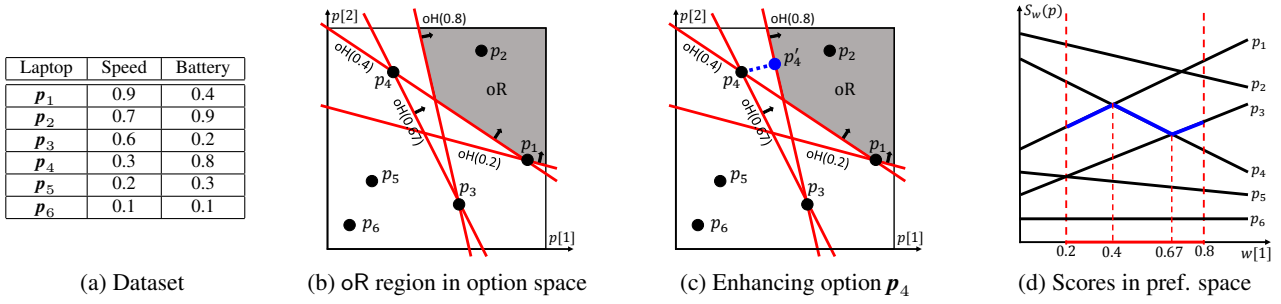 Laptop Speed Battery
p1 0.9 0.4
p2 0.7 0.9
p3 0.6 0.2
p4 0.3 0.8
p5 0.2 0.3
p6 0.1 0.1
(a) Dataset
p[2]
oH(0.8)
oH(0.4)
p2
p4
oR
oH(0.67)
p1
oH(0.2)
p5
p3
p6
p[1]
(b) oR region in option space
p[2]
oH(0.8)
oH(0.4)
p2
p4′
p4
oR
oH(0.67)
p1
oH(0.2)
p5
p3
p6
p[1]
(c) Enhancing option p4
Sw(p)
p1
p2
p3
p4
p5
p6
0.2 0.4 0.67 0.8 w[1]
(d) Scores in pref. space